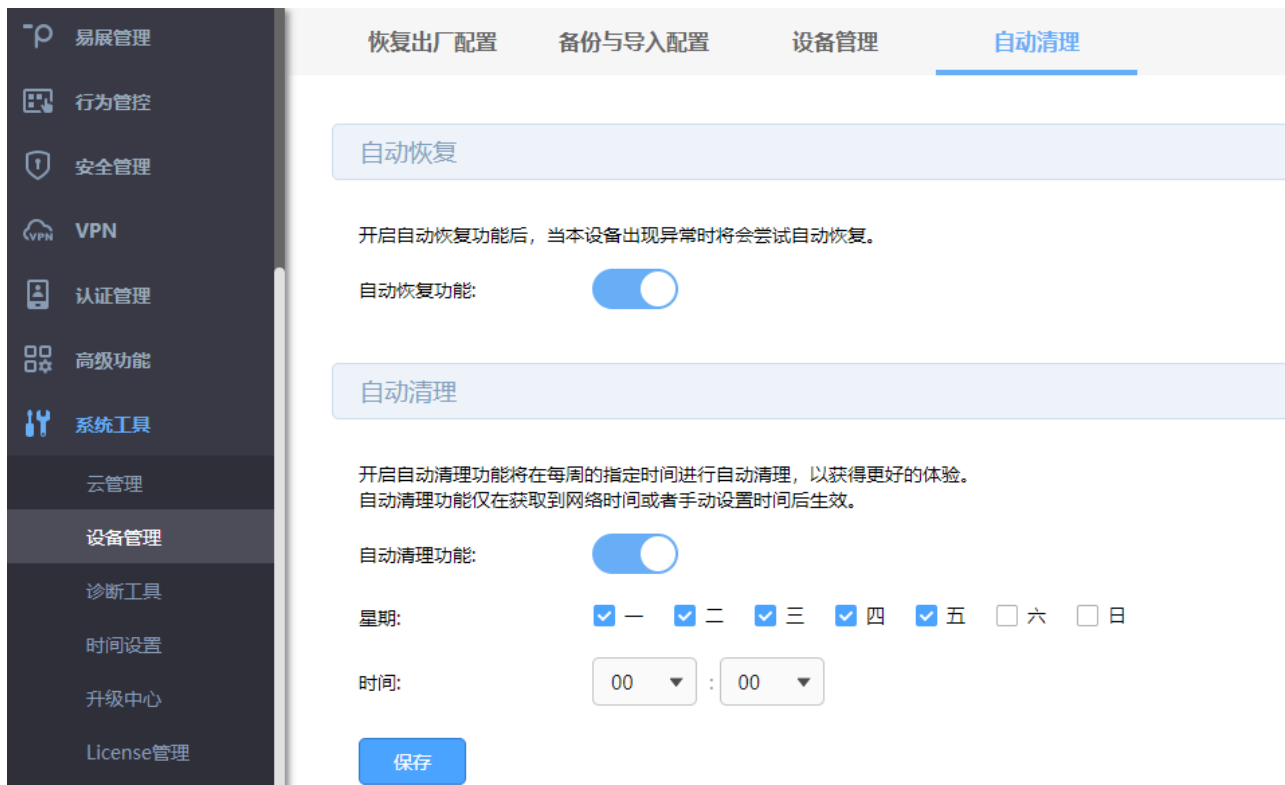 易展管理
行为管控
安全管理
VPN
VPN
认证管理
高级功能
系统工具
云管理
设备管理
诊断工具
时间设置
升级中心
License管理
恢复出厂配置 备份与导入配置 设备管理 自动清理
自动恢复
开启自动恢复功能后，当本设备出现异常时将会尝试自动恢复。
自动恢复功能:
自动清理
开启自动清理功能将在每周的指定时间进行自动清理，以获得更好的体验。
自动清理功能仅在获取到网络时间或者手动设置时间后生效。
自动清理功能:
星期: 一 二 三 四 五 六 日
时间: 00 : 00
保存